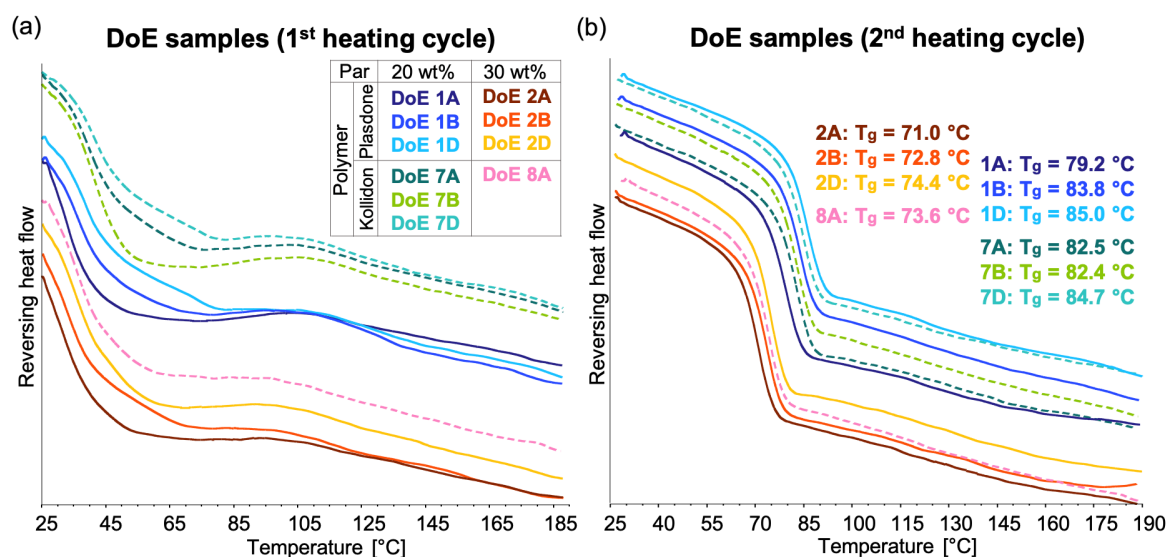 (a)
DoE samples (1st heating cycle)
Par 20 wt% 30 wt%
Polymer
Plasdone
DoE 1A DoE 2A
DoE 1B DoE 2B
DoE 1D DoE 2D
Kollidon
DoE 7A DoE 8A
DoE 7B
DoE 7D
Reversing heat flow
25 45 65 85 105 125 145 165 185
Temperature [°C]
(b)
DoE samples (2nd heating cycle)
2A: Tg = 71.0 °C
2B: Tg = 72.8 °C
2D: Tg = 74.4 °C
8A: Tg = 73.6 °C
1A: Tg = 79.2 °C
1B: Tg = 83.8 °C
1D: Tg = 85.0 °C
7A: Tg = 82.5 °C
7B: Tg = 82.4 °C
7D: Tg = 84.7 °C
Reversing heat flow
25 40 55 70 85 100 115 130 145 160 175 190
Temperature [°C]